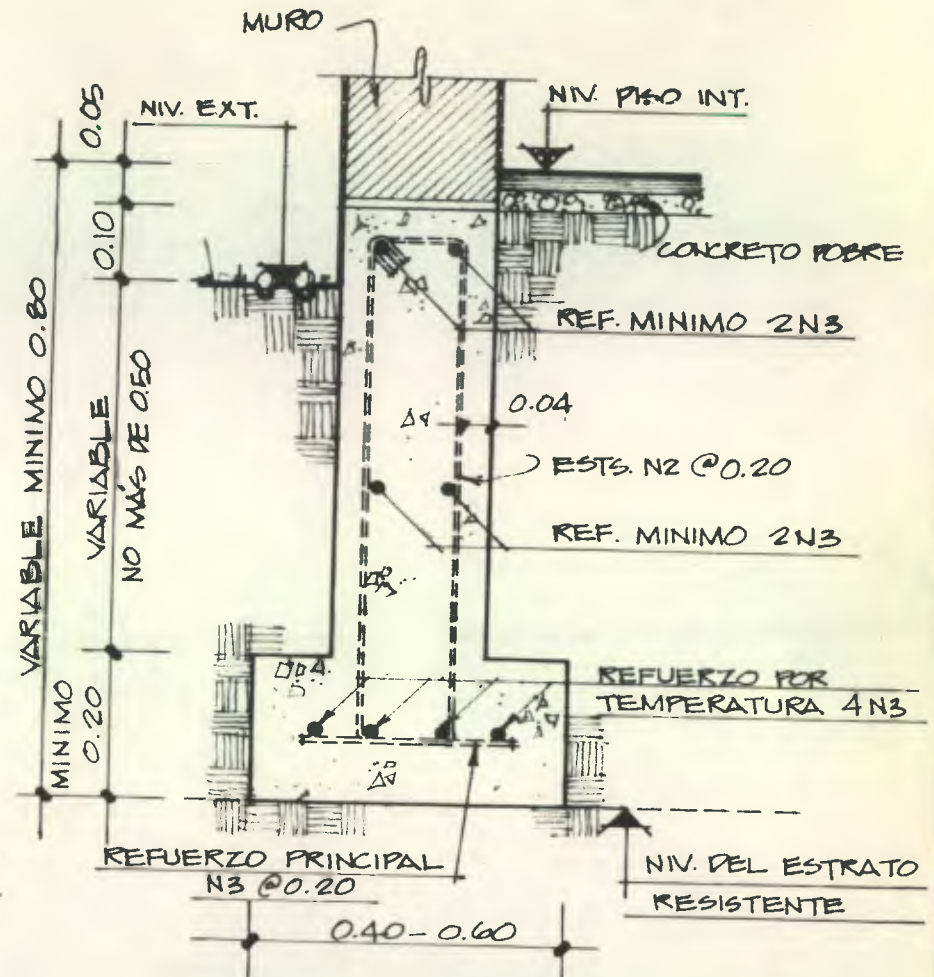 MURO
NIV. EXT.
NIV. PISO INT.
0.05
0.10
CONCRETO POBRE
REF. MINIMO 2N3
VARIABLE MINIMO 0.80
VARIABLE
NO MÁS DE 0.50
0.04
ESTS. N2 @0.20
REF. MINIMO 2N3
REFUERZO POR
TEMPERATURA 4N3
MINIMO
0.20
REFUERZO PRINCIPAL
N3 @0.20
NIV. DEL ESTRATO
RESISTENTE
0.40-0.60